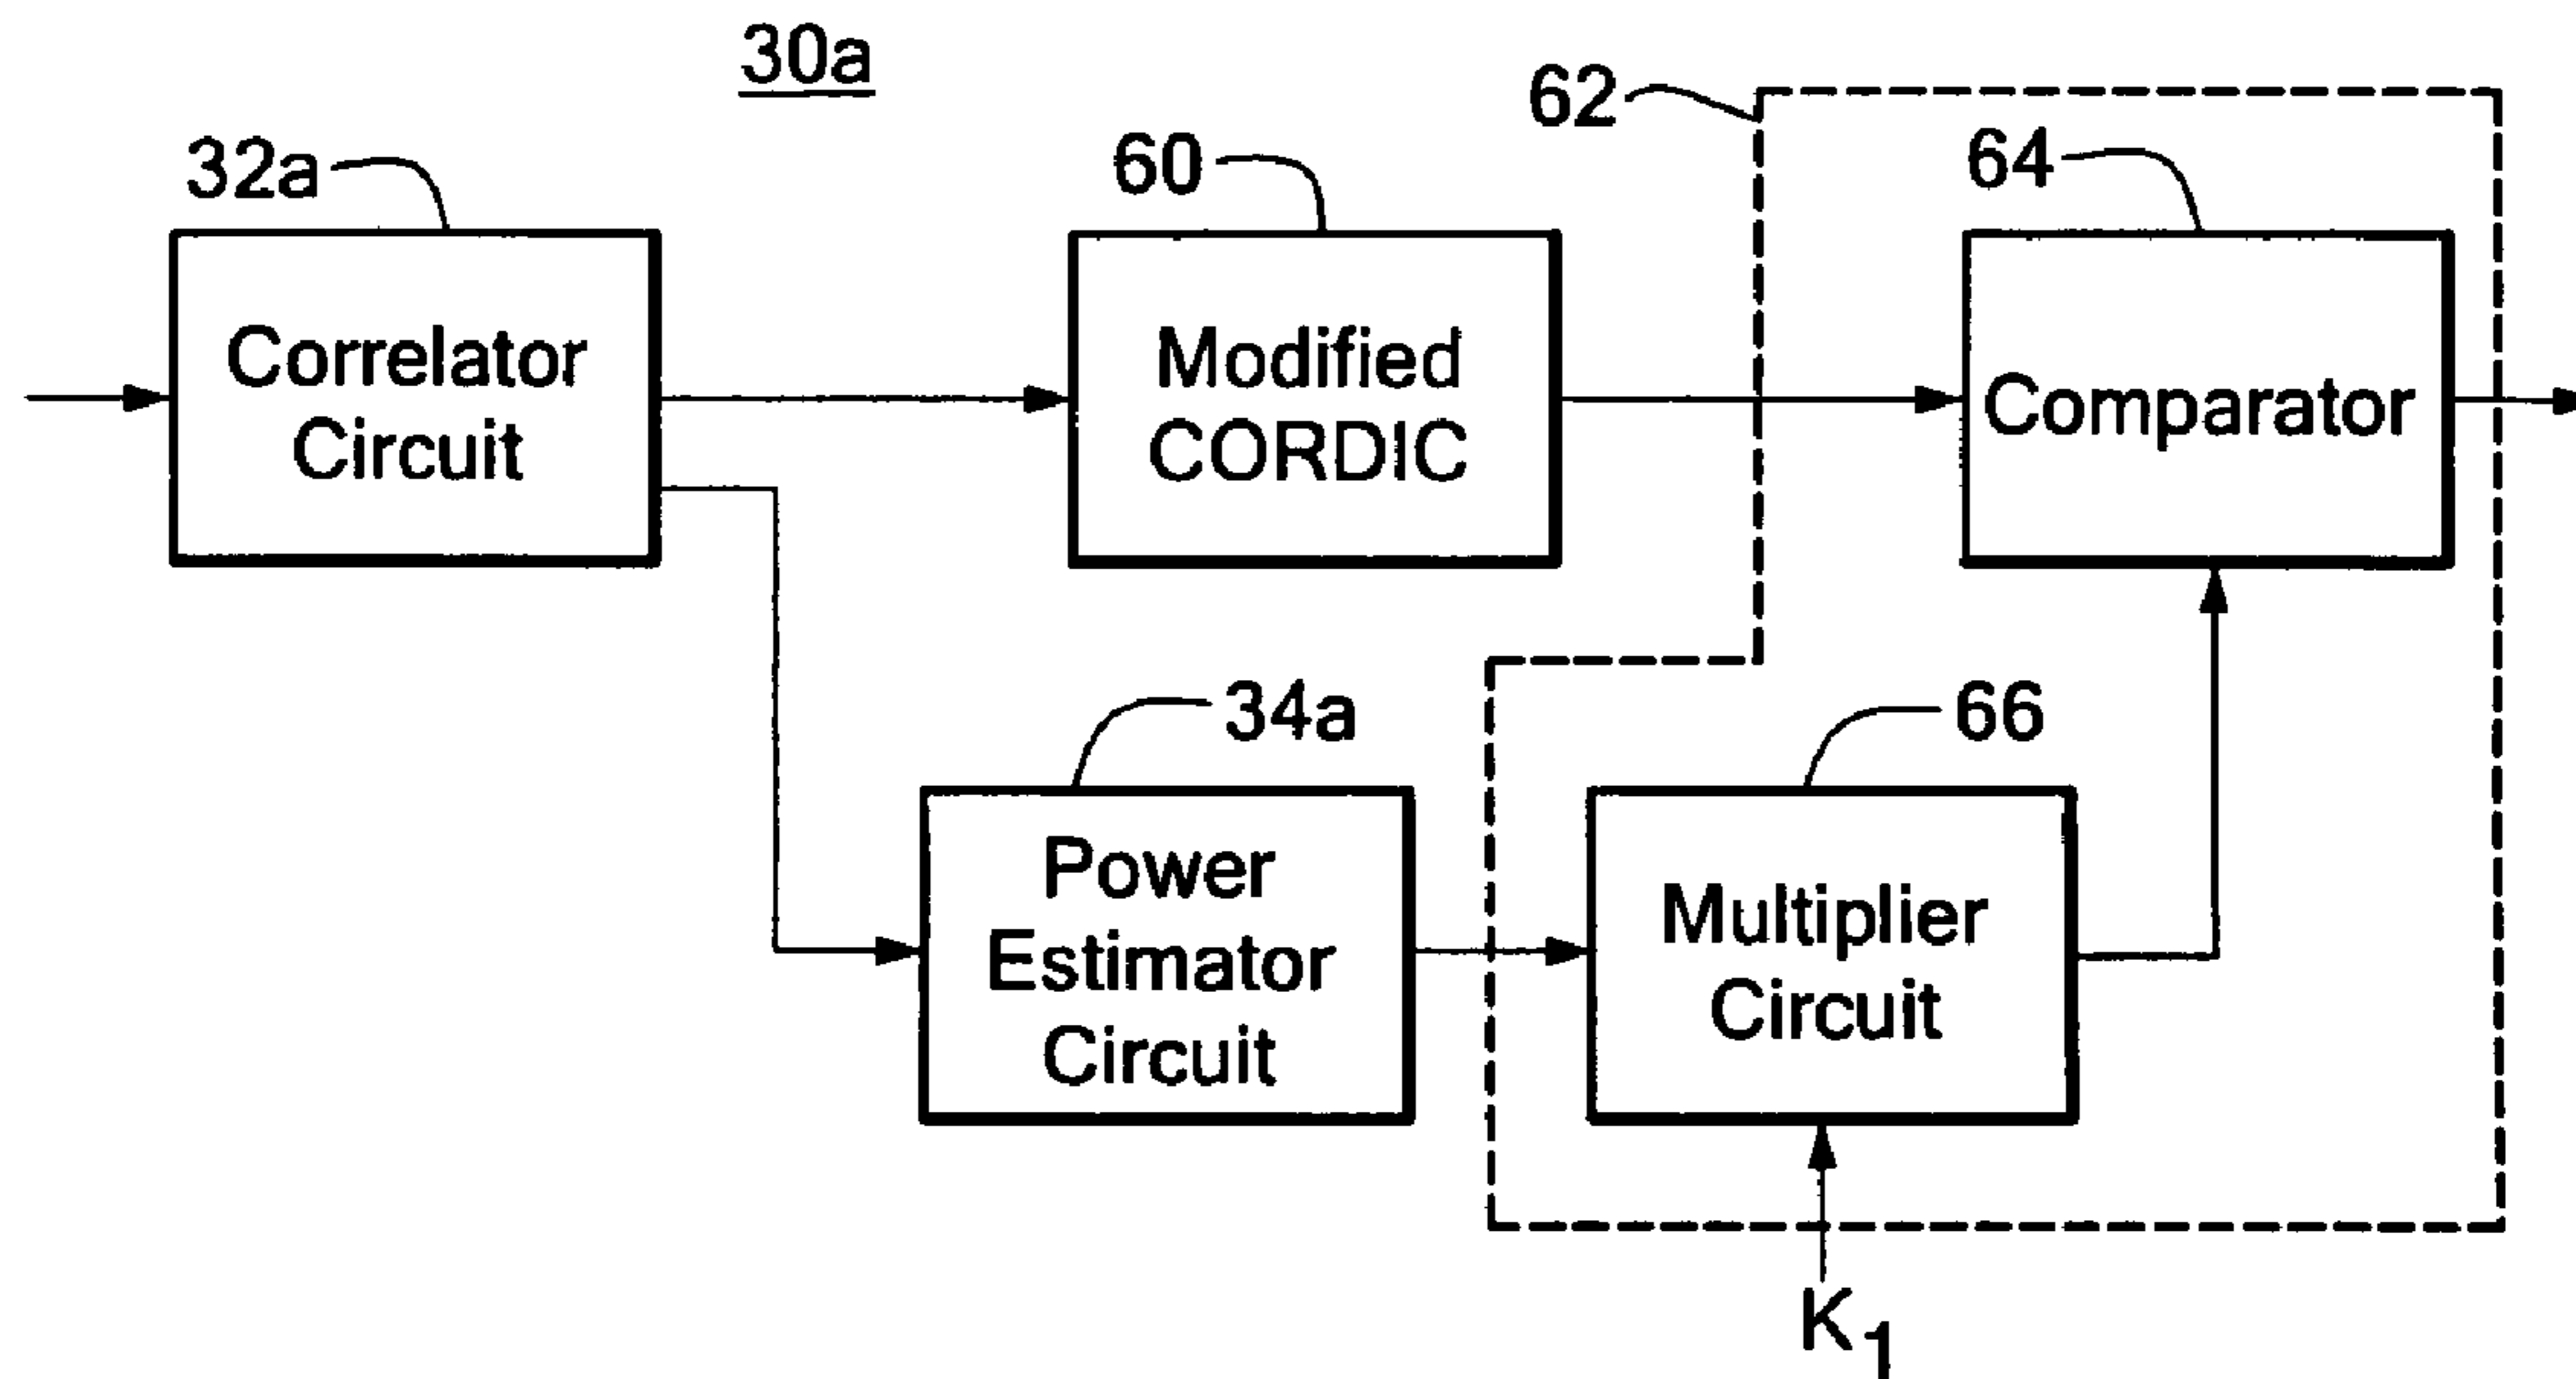 30a
62
32a
60
64
Correlator
Circuit
Modified
CORDIC
Comparator
34a
66
Power
Estimator
Circuit
Multiplier
Circuit
K1